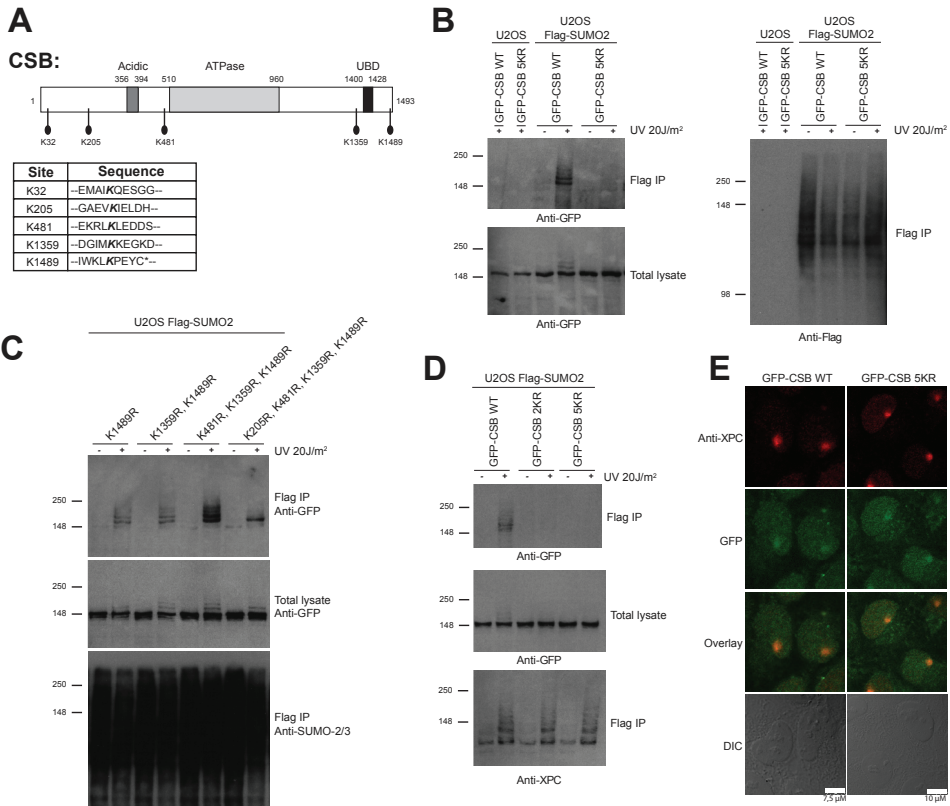 A
CSB:
Acidic
ATPase
UBD
356 394 510 960 1400 1428
1 1493
K32 K205 K481 K1359 K1489
Site Sequence
K32 --EMAIKQESGG--
K205 --GAEVKIELDH--
K481 --EKRLKLEDDS--
K1359 --DGIMKKEGKD--
K1489 --IWKLKPEYC*--
B
U2OS
U2OS
Flag-SUMO2
GFP-CSB WT
GFP-CSB 5KR
GFP-CSB WT
GFP-CSB 5KR
+ + - + - + UV 20J/m²
250
148
Flag IP
Anti-GFP
250
148
Total lysate
Anti-GFP
U2OS
U2OS
Flag-SUMO2
GFP-CSB WT
GFP-CSB 5KR
GFP-CSB WT
GFP-CSB 5KR
+ + - + - + UV 20J/m²
250
148
98
Flag IP
Anti-Flag
C
U2OS Flag-SUMO2
K1489R
K1359R, K1489R
K481R, K1359R, K1489R
K205R, K481R, K1359R, K1489R
- + - + - + - + UV 20J/m²
250
148
Flag IP
Anti-GFP
250
148
Total lysate
Anti-GFP
250
148
Flag IP
Anti-SUMO-2/3
D
U2OS Flag-SUMO2
GFP-CSB WT
GFP-CSB 2KR
GFP-CSB 5KR
- + - + - + UV 20J/m²
250
148
Flag IP
Anti-GFP
250
148
Total lysate
Anti-GFP
250
148
Flag IP
Anti-XPC
E
GFP-CSB WT GFP-CSB 5KR
Anti-XPC
GFP
Overlay
DIC
7,5 µM
10 µM